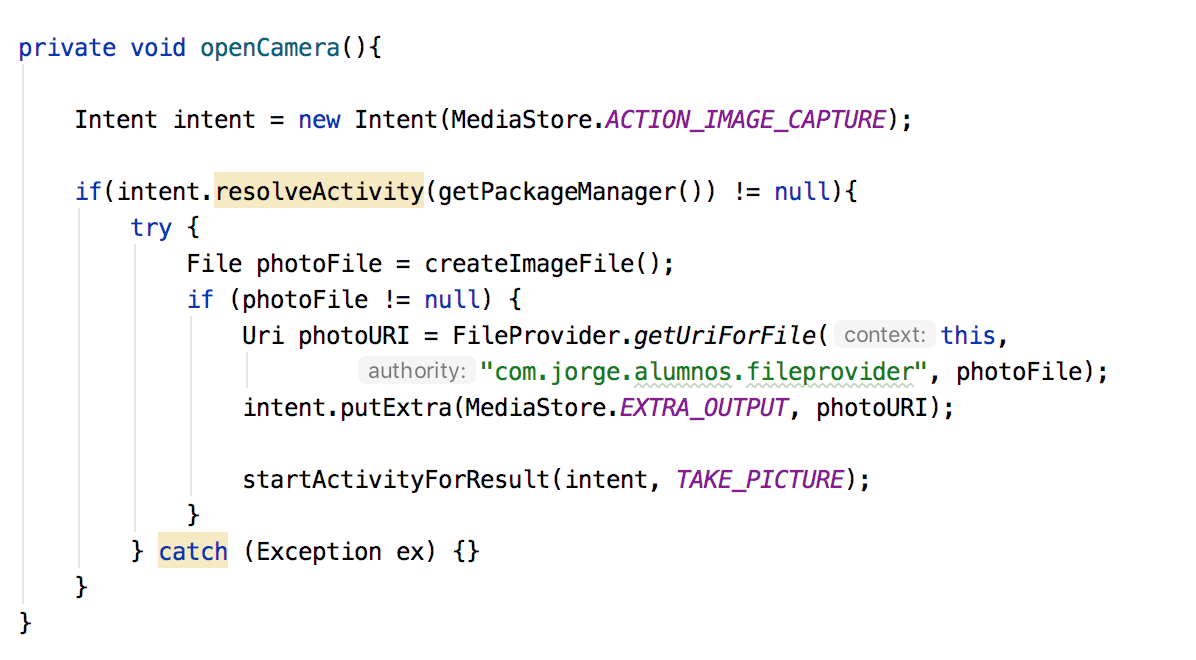 private void openCamera(){
Intent intent = new Intent(MediaStore.ACTION_IMAGE_CAPTURE);
if(intent.resolveActivity(getPackageManager()) != null){
try {
File photoFile = createImageFile();
if (photoFile != null) {
Uri photoURI = FileProvider.getUriForFile( context: this,
authority: "com.jorge.alumnos.fileprovider", photoFile);
intent.putExtra(MediaStore.EXTRA_OUTPUT, photoURI);
startActivityForResult(intent, TAKE_PICTURE);
}
} catch (Exception ex) {}
}
}